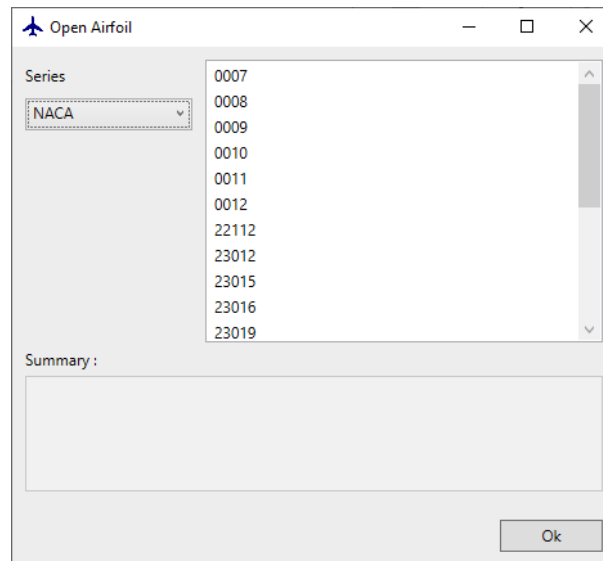 Open Airfoil
Series
NACA
0007
0008
0009
0010
0011
0012
22112
23012
23015
23016
23019
Summary :
Ok